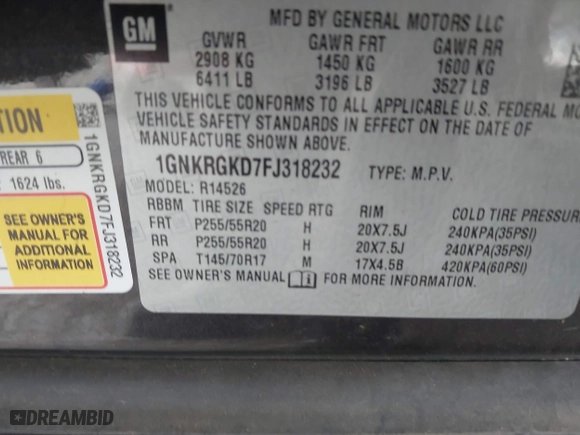 GM
MFD BY GENERAL MOTORS LLC
GVWR GAWR FRT GAWR RR
2908 KG 1450 KG 1600 KG
6411 LB 3196 LB 3527 LB
THIS VEHICLE CONFORMS TO ALL APPLICABLE U.S. FEDERAL
VEHICLE SAFETY STANDARDS IN EFFECT ON THE DATE OF
MANUFACTURE SHOWN ABOVE.
1GNKRGKD7FJ318232 TYPE: M.P.V.
MODEL: R14526
RBBM TIRE SIZE SPEED RTG RIM COLD TIRE PRESSURE
FRT P255/55R20 H 20X7.5J 240KPA(35PSI)
RR P255/55R20 H 20X7.5J 240KPA(35PSI)
SPA T145/70R17 M 17X4.5B 420KPA(60PSI)
SEE OWNER'S MANUAL FOR MORE INFORMATION.
REAR 6
1624 lbs.
SEE OWNER'S
MANUAL FOR
ADDITIONAL
INFORMATION
1GNKRGKD7FJ318232
DREAMBID